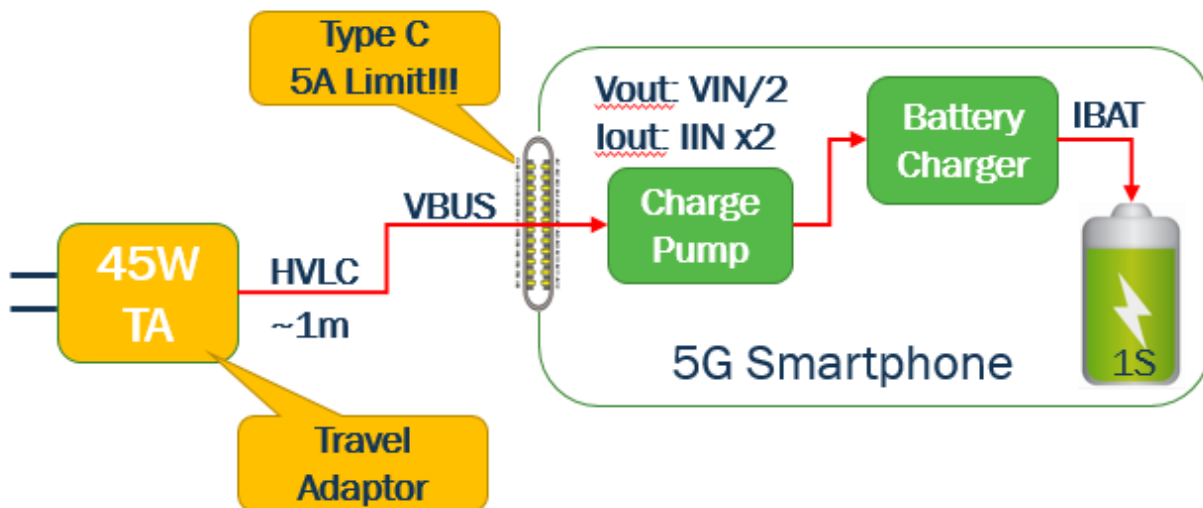 Type C
5A Limit!!!
Vout: VIN/2
Iout: IIN x2
Battery
Charger
IBAT
Charge
Pump
VBUS
45W
TA
HVLC
~1m
5G Smartphone
1S
Travel
Adaptor